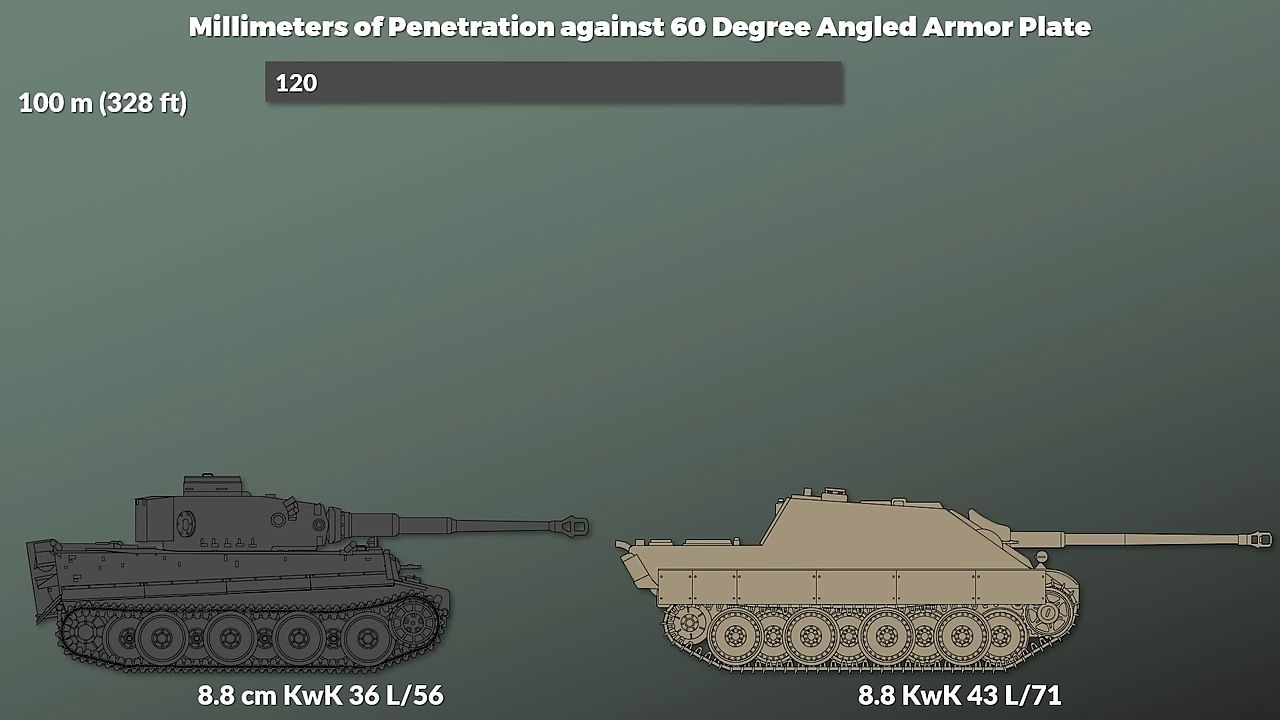 Millimeters of Penetration against 60 Degree Angled Armor Plate
120
100 m (328 ft)
8.8 cm KwK 36 L/56
8.8 KwK 43 L/71